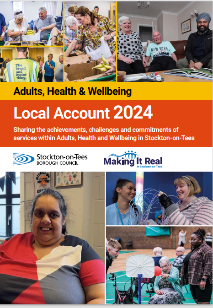 Adults, Health & Wellbeing
Local Account 2024
Sharing the achievements, challenges and commitments of
services within Adults, Health and Wellbeing in Stockton-on-Tees
Stockton-on-Tees
BOROUGH COUNCIL
Making It Real